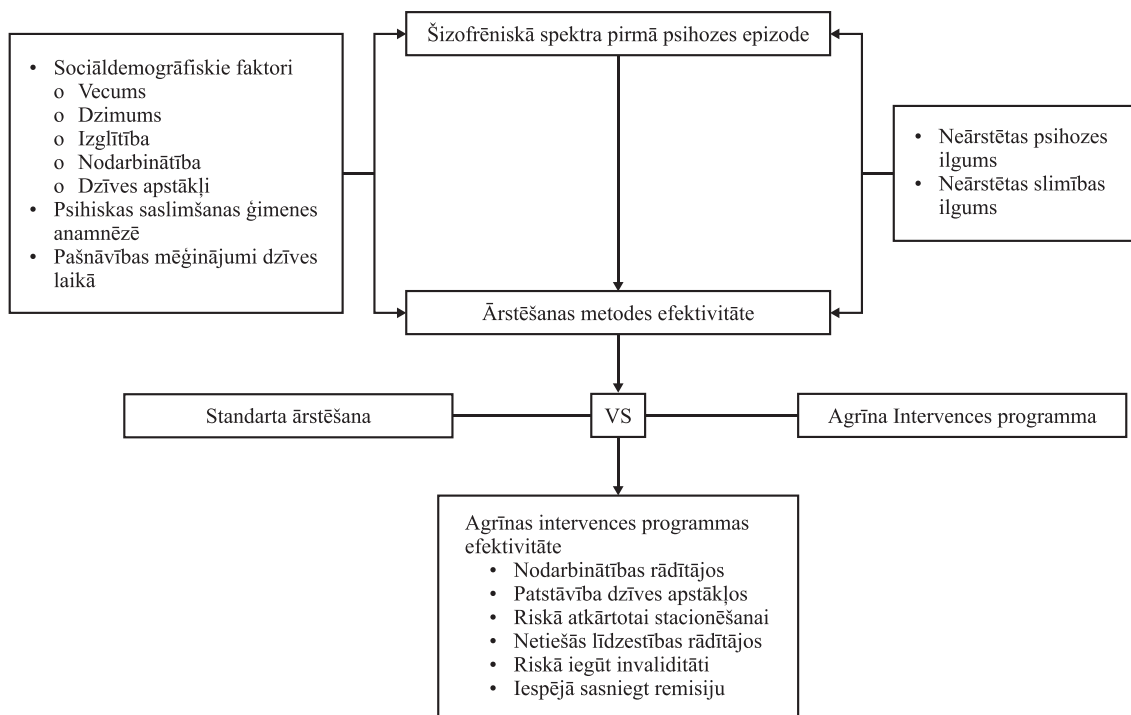 Šizofrēniskā spektra pirmā psihozes epizode
• Sociāldemogrāfiskie faktori
o Vecums
o Dzimums
o Izglītība
o Nodarbinātība
o Dzīves apstākļi
• Psihiskas saslimšanas ģimenes
anamnēzē
• Pašnāvības mēģinājumi dzīves
laikā
• Neārstētas psihozes
ilgums
• Neārstētas slimības
ilgums
Ārstēšanas metodes efektivitāte
Standarta ārstēšana
VS
Agrīna Intervences programma
Agrīnas intervences programmas
efektivitāte
• Nodarbinātības rādītājos
• Patstāvība dzīves apstākļos
• Riskā atkārtotai stacionēšanai
• Netiešās līdzestības rādītājos
• Riskā iegūt invaliditāti
• Iespējā sasniegt remisiju